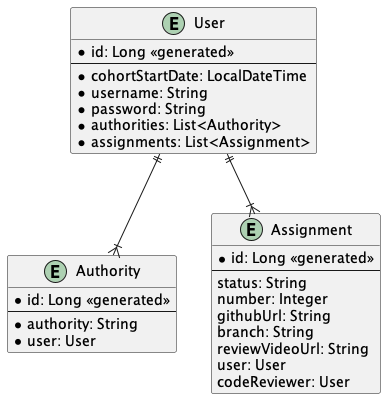 E User
* id: Long «generated»
* cohortStartDate: LocalDateTime
* username: String
* password: String
* authorities: List<Authority>
* assignments: List<Assignment>
E Authority
* id: Long «generated»
* authority: String
* user: User
E Assignment
* id: Long «generated»
status: String
number: Integer
githubUrl: String
branch: String
reviewVideoUrl: String
user: User
codeReviewer: User